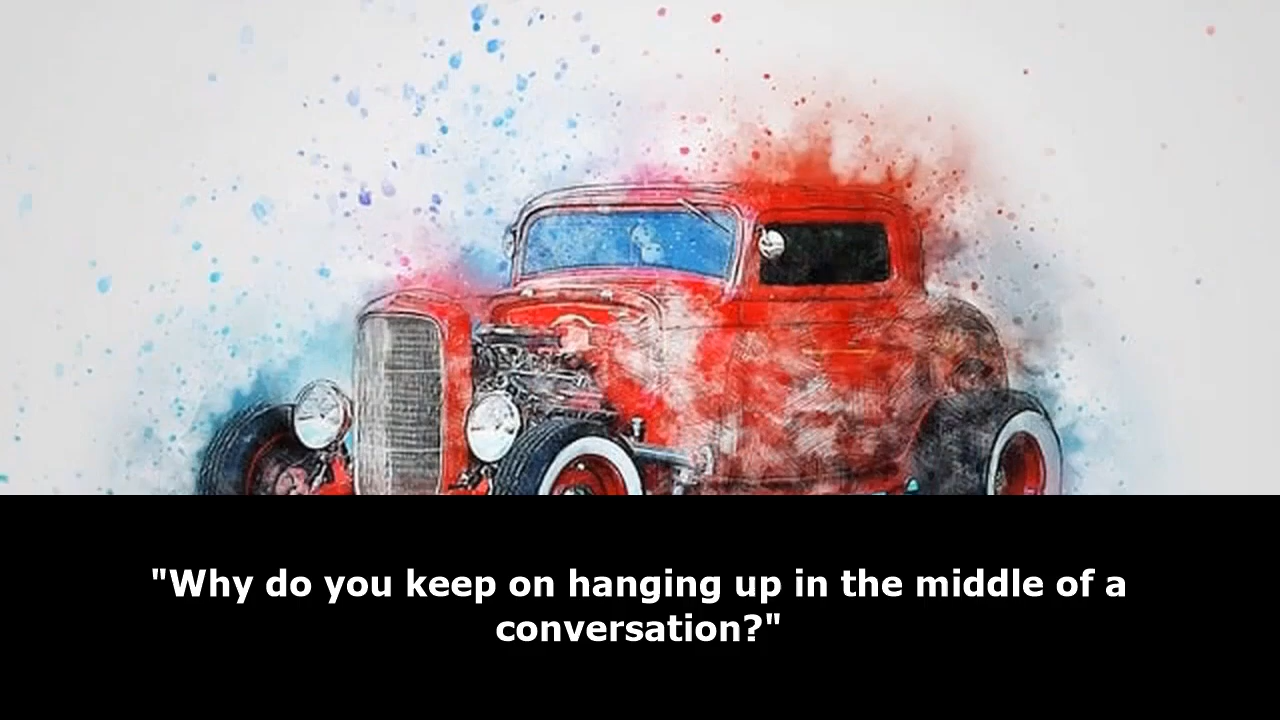 "Why do you keep on hanging up in the middle of a
conversation?"